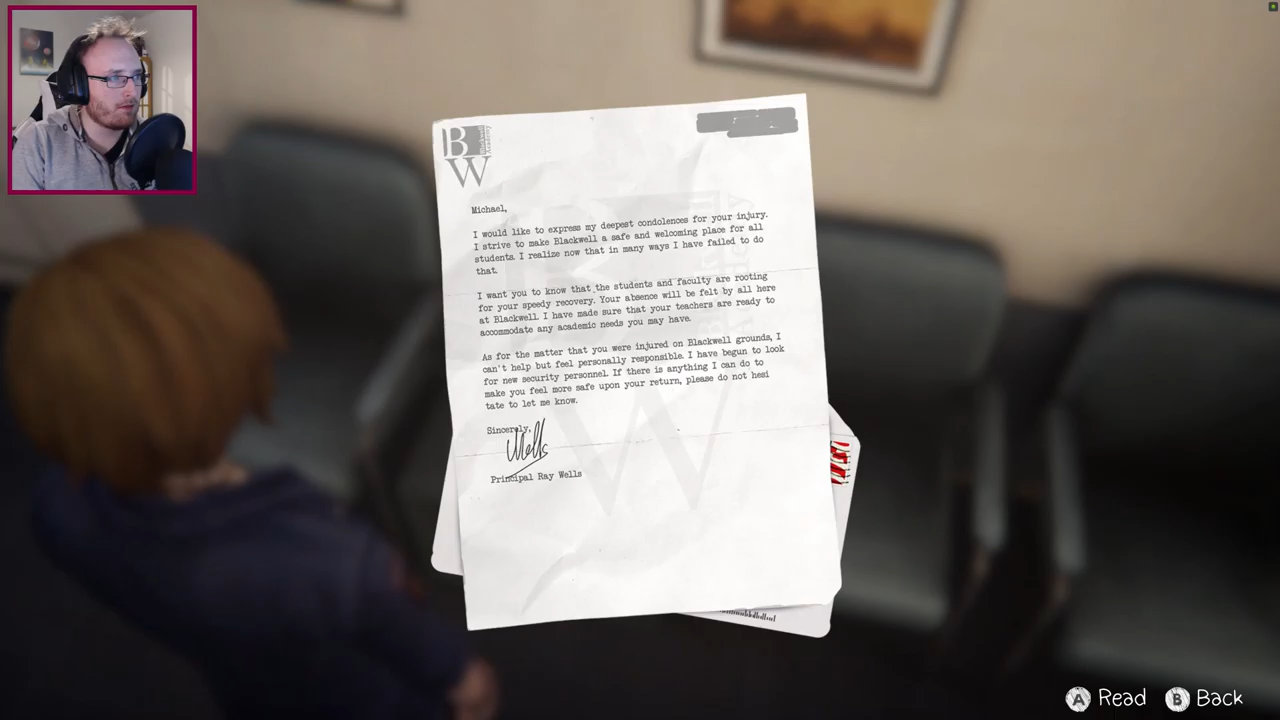 BW
Blackwell Academy
Michael,
I would like to express my deepest condolences for your injury.
I strive to make Blackwell a safe and welcoming place for all
students. I realize now that in many ways I have failed to do
that.
I want you to know that the students and faculty are rooting
for your speedy recovery. Your absence will be felt by all here
at Blackwell. I have made sure that your teachers are ready to
accommodate any academic needs you may have.
As for the matter that you were injured on Blackwell grounds, I
can't help but feel personally responsible. I have begun to look
for new security personnel. If there is anything I can do to
make you feel more safe upon your return, please do not hesi
tate to let me know.
Sincerely,
Wells
Principal Ray Wells
A Read B Back